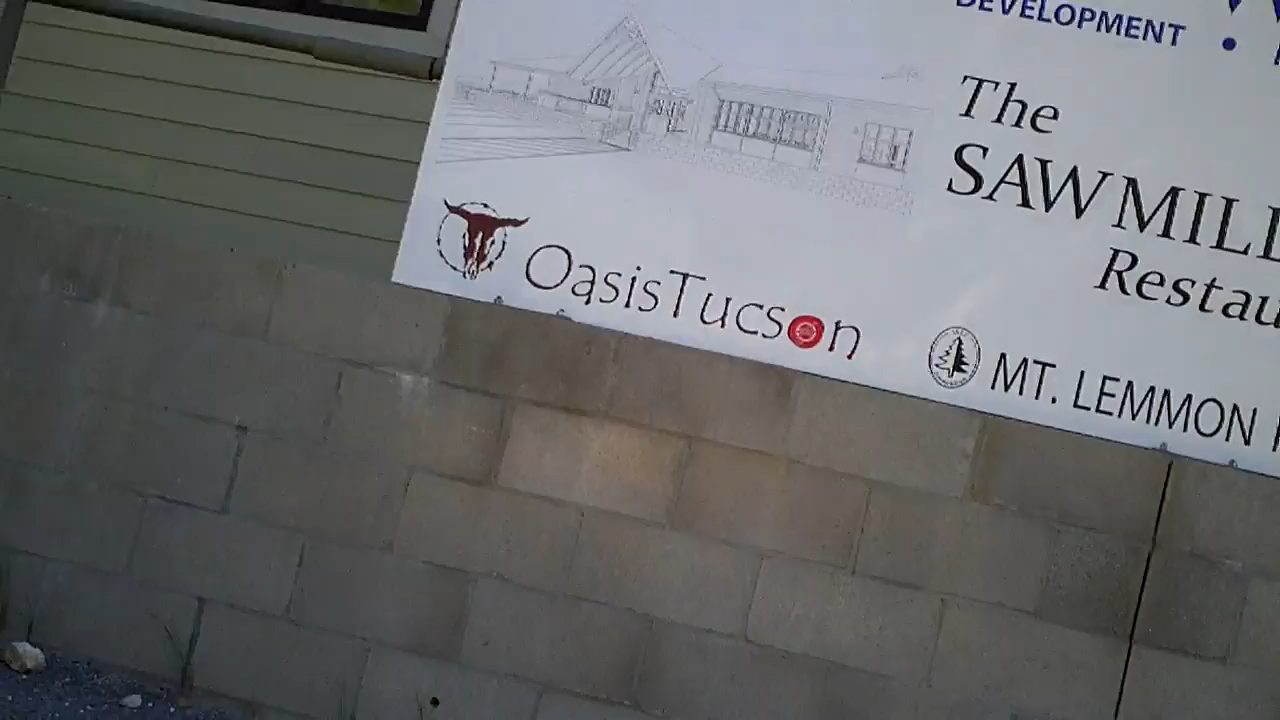 DEVELOPMENT •
The
SAWMILL
Restau
OasisTucson
MT. LEMMON